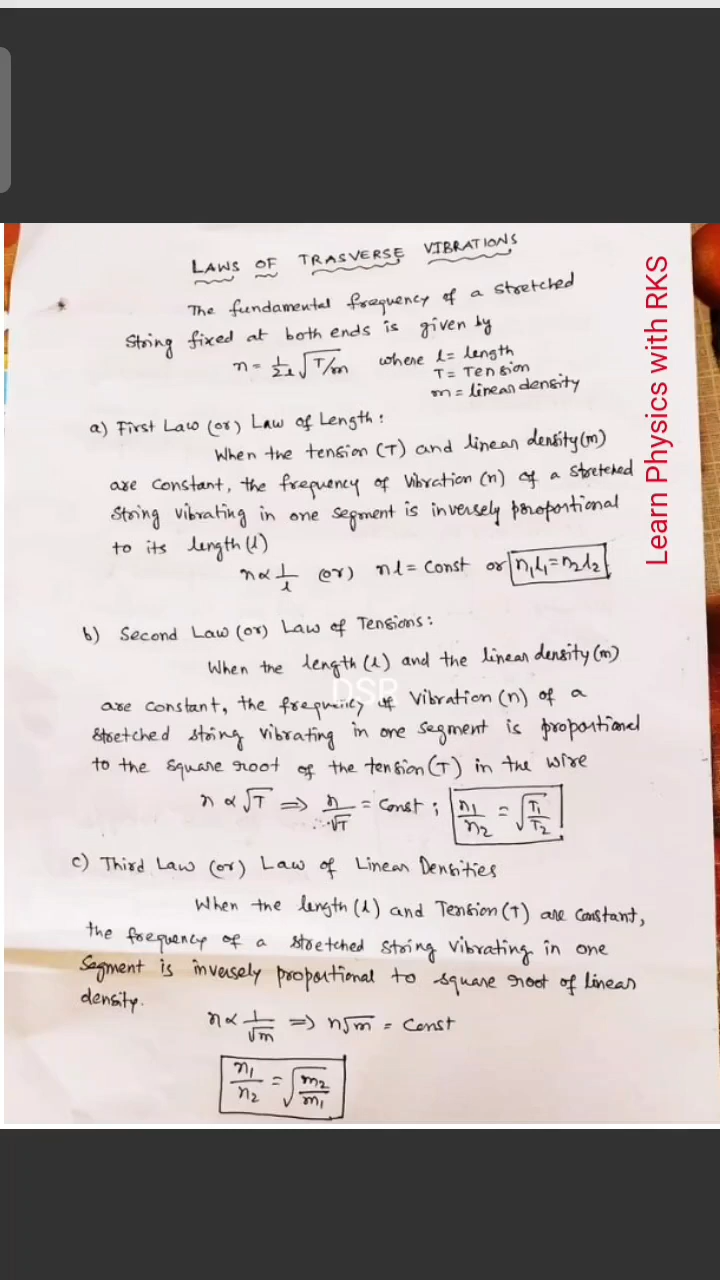 LAWS OF TRASVERSE VIBRATIONS
The fundamental frequency of a stretched
string fixed at both ends is given by
n = 1/2l √T/m where l = length
T = Tension
m = linear density
a) First Law (or) Law of Length :
When the tension (T) and linear density (m)
are constant, the frequency of vibration (n) of a stretched
string vibrating in one segment is inversely proportional
to its length (l)
n ∝ 1/l (or) nl = Const or n₁l₁ = n₂l₂
b) Second Law (or) Law of Tensions :
When the length (l) and the linear density (m)
are constant, the frequency of vibration (n) of a
stretched string vibrating in one segment is proportional
to the square root of the tension (T) in the wire
n ∝ √T ⇒ n/√T = Const ; n₁/n₂ = √T₁/T₂
c) Third Law (or) Law of Linear Densities
When the length (l) and Tension (T) are constant,
the frequency of a stretched string vibrating in one
segment is inversely proportional to square root of linear
density.
n ∝ 1/√m ⇒ n√m = Const
n₁/n₂ = √m₂/m₁
Learn Physics with RKS
DSR